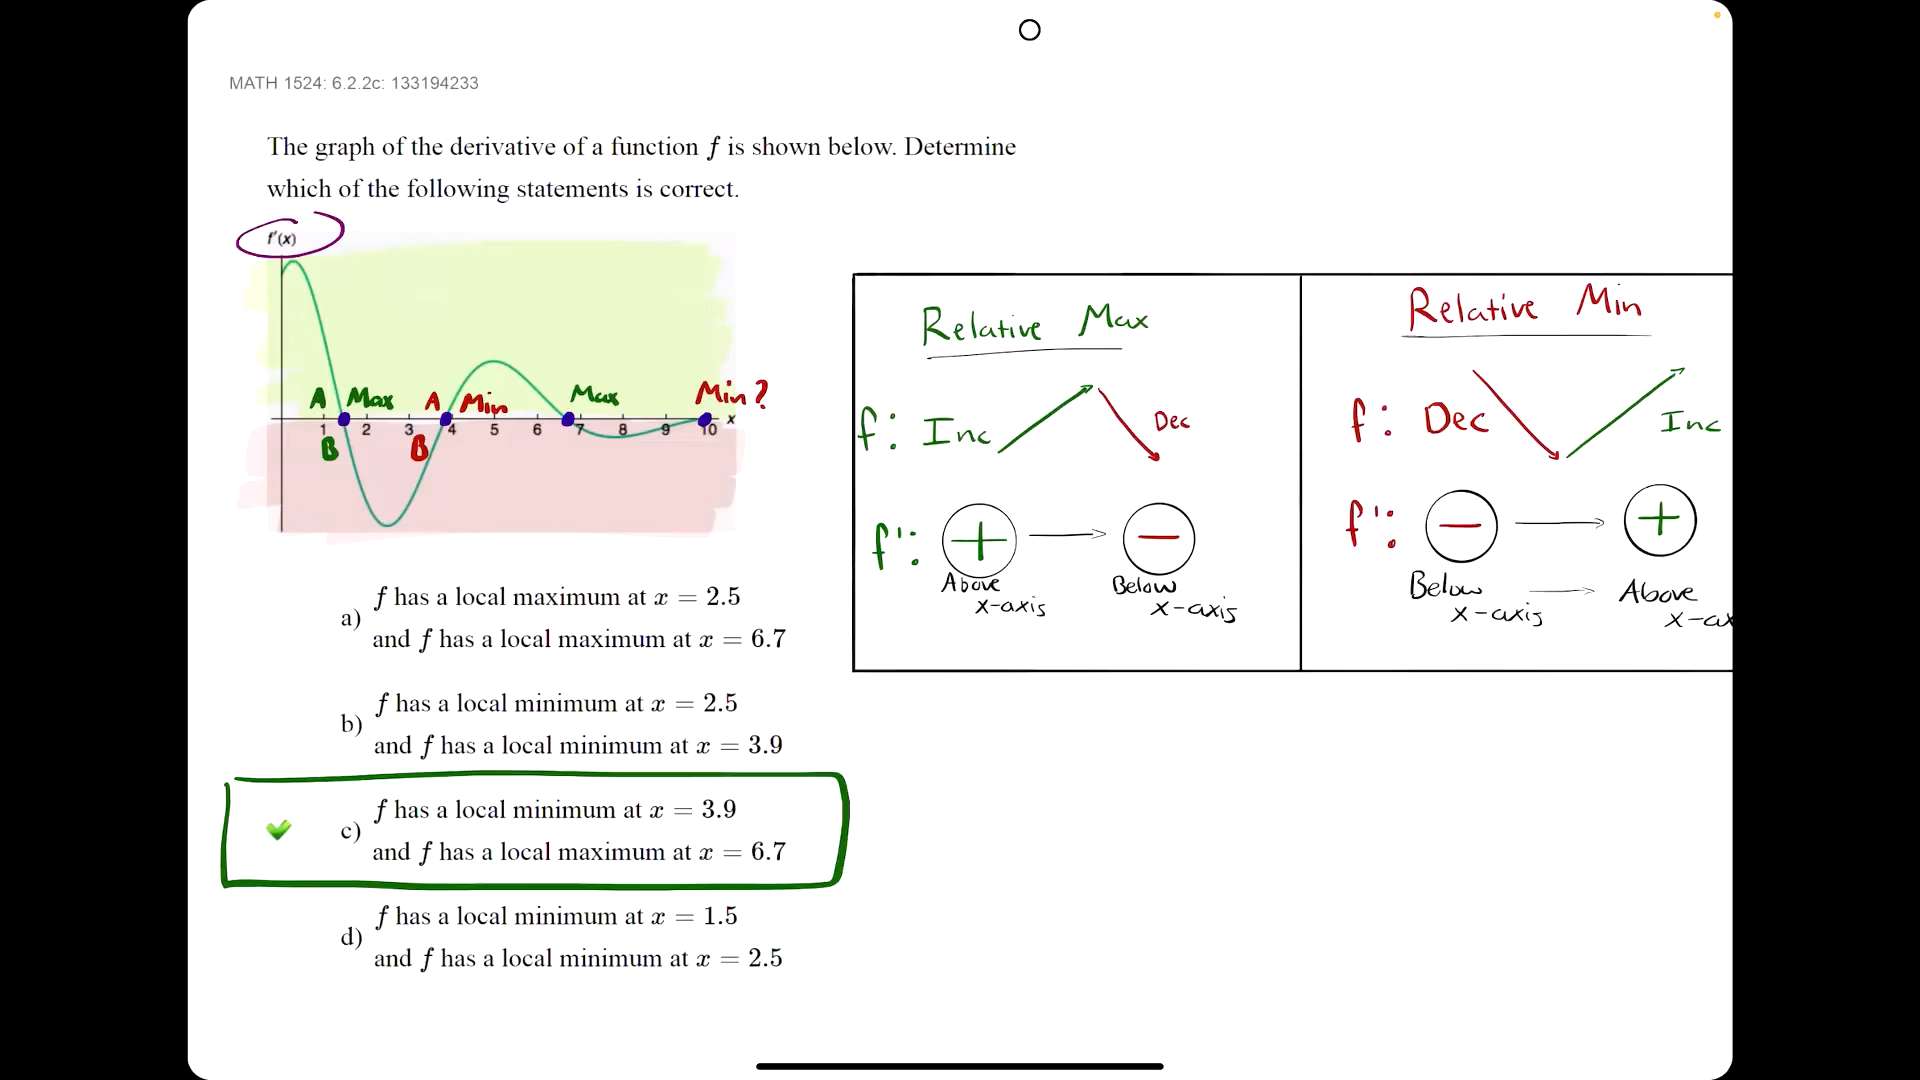 MATH 1524: 6.2.2c: 133194233
The graph of the derivative of a function f is shown below. Determine
which of the following statements is correct.
f'(x)
A Max A Min Max Min?
x
1 2 3 4 5 6 7 8 9 10
B B
a) f has a local maximum at x = 2.5
and f has a local maximum at x = 6.7
b) f has a local minimum at x = 2.5
and f has a local minimum at x = 3.9
c) f has a local minimum at x = 3.9
and f has a local maximum at x = 6.7
d) f has a local minimum at x = 1.5
and f has a local minimum at x = 2.5
Relative Max
f: Inc Dec
f': + −
Above Below
x-axis x-axis
Relative Min
f: Dec Inc
f': − +
Below Above
x-axis x-ax